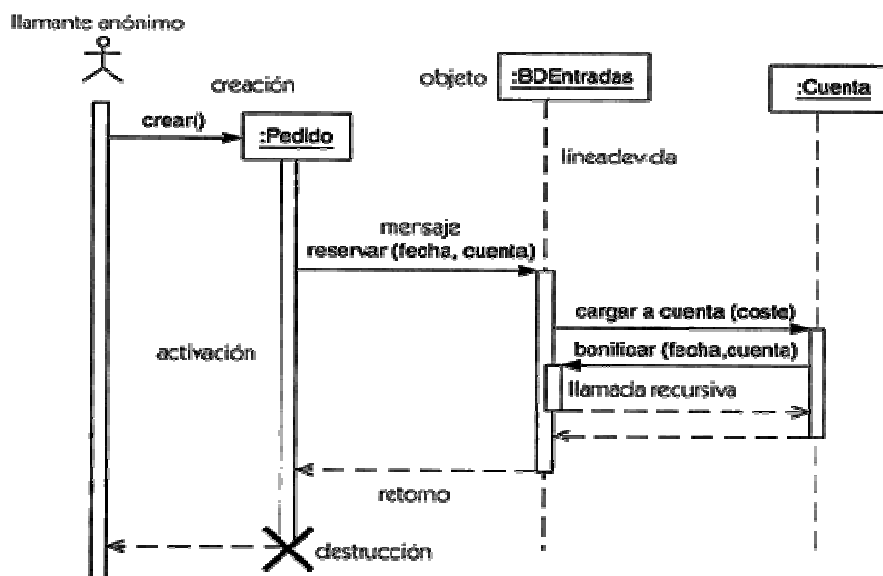 llamante anónimo
creación
objeto
:BDEntradas
:Cuenta
crear()
:Pedido
lineadevida
mensaje
reservar (fecha, cuenta)
cargar a cuenta (coste)
activación
bonificar (fecha,cuenta)
llamada recursiva
retorno
destrucción